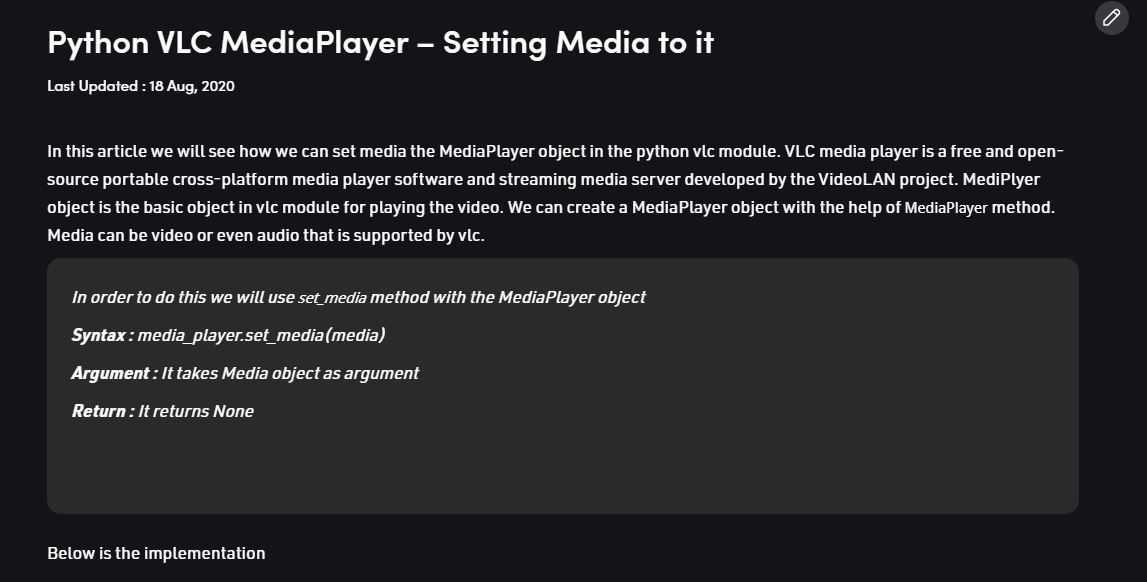 Python VLC MediaPlayer – Setting Media to it
Last Updated : 18 Aug, 2020
In this article we will see how we can set media the MediaPlayer object in the python vlc module. VLC media player is a free and open-
source portable cross-platform media player software and streaming media server developed by the VideoLAN project. MediPlyer
object is the basic object in vlc module for playing the video. We can create a MediaPlayer object with the help of MediaPlayer method.
Media can be video or even audio that is supported by vlc.
In order to do this we will use set_media method with the MediaPlayer object
Syntax : media_player.set_media(media)
Argument : It takes Media object as argument
Return : It returns None
Below is the implementation